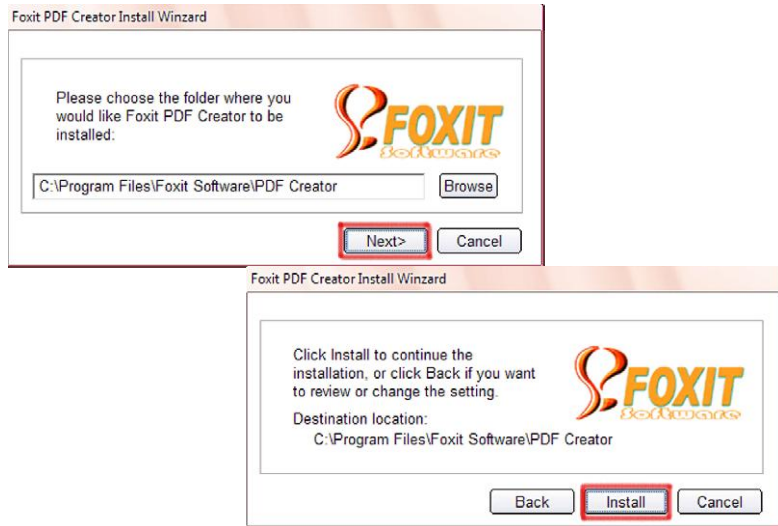 Foxit PDF Creator Install Winzard
Please choose the folder where you
would like Foxit PDF Creator to be
installed:
FOXIT
Software
C:\Program Files\Foxit Software\PDF Creator
Browse
Next>
Cancel
Foxit PDF Creator Install Winzard
Click Install to continue the
installation, or click Back if you want
to review or change the setting.
FOXIT
Software
Destination location:
C:\Program Files\Foxit Software\PDF Creator
Back
Install
Cancel